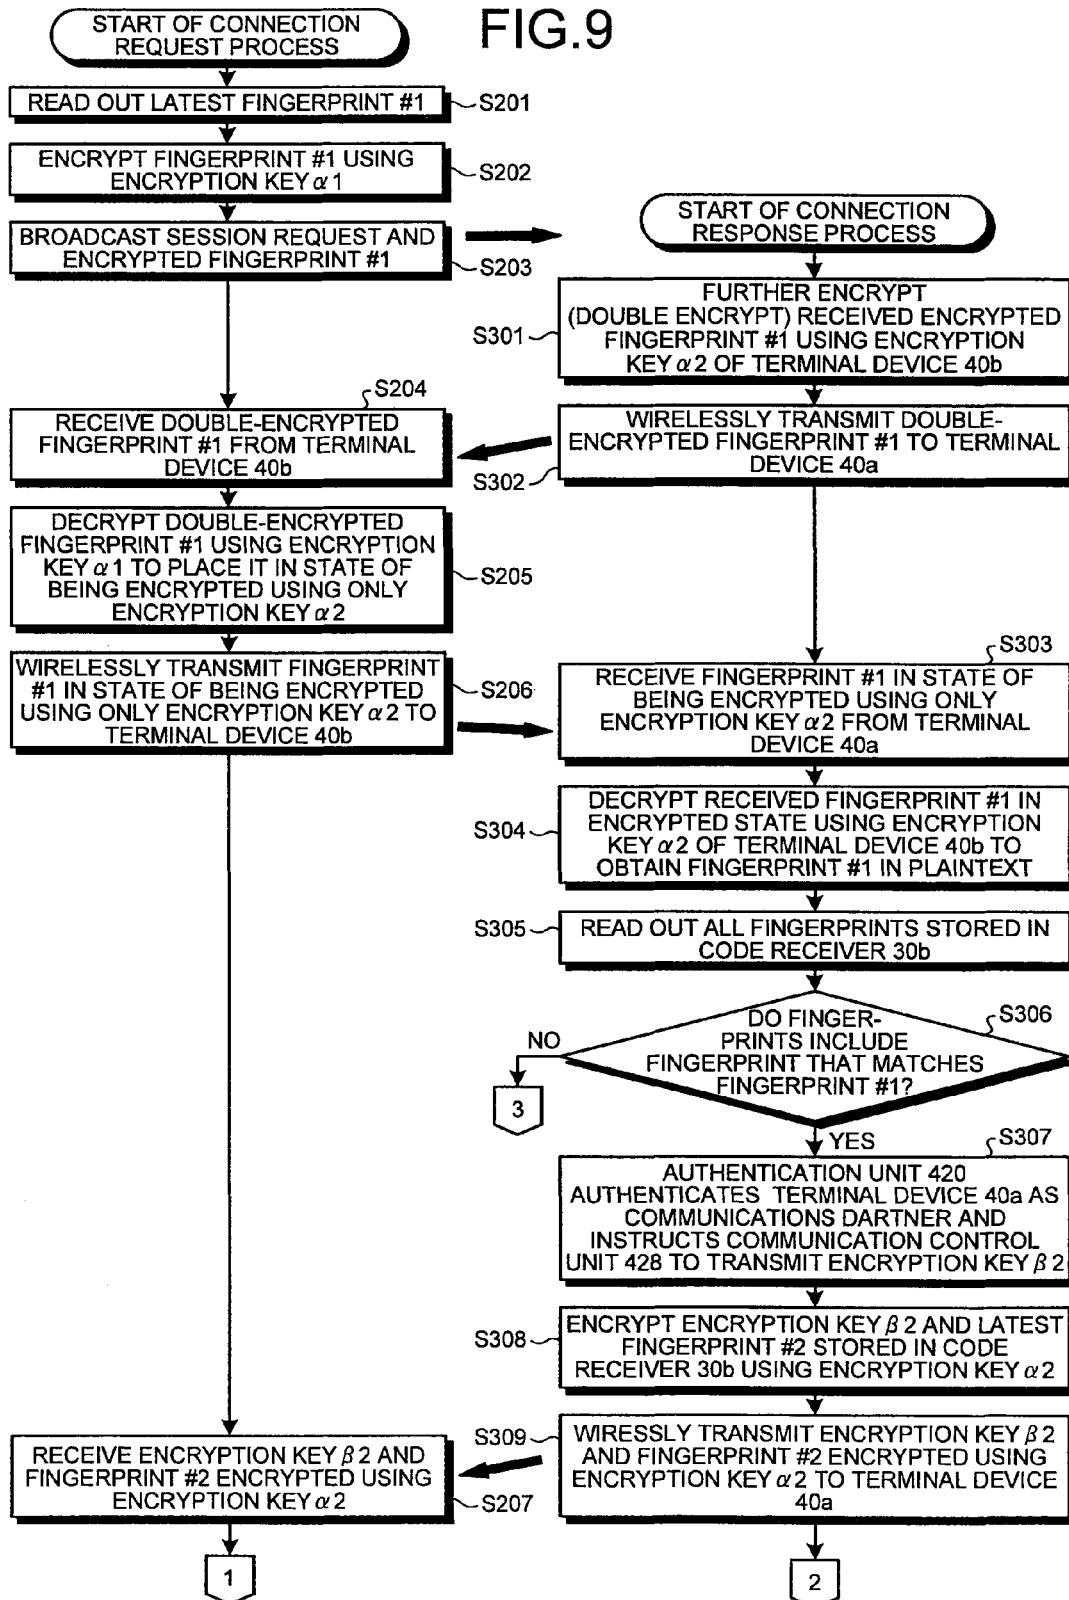 FIG.9
START OF CONNECTION
REQUEST PROCESS
READ OUT LATEST FINGERPRINT #1
S201
ENCRYPT FINGERPRINT #1 USING
ENCRYPTION KEY α1
S202
BROADCAST SESSION REQUEST AND
ENCRYPTED FINGERPRINT #1
S203
START OF CONNECTION
RESPONSE PROCESS
S301
FURTHER ENCRYPT
(DOUBLE ENCRYPT) RECEIVED ENCRYPTED
FINGERPRINT #1 USING ENCRYPTION
KEY α2 OF TERMINAL DEVICE 40b
S204
RECEIVE DOUBLE-ENCRYPTED
FINGERPRINT #1 FROM TERMINAL
DEVICE 40b
WIRELESSLY TRANSMIT DOUBLE-
ENCRYPTED FINGERPRINT #1 TO TERMINAL
DEVICE 40a
S302
DECRYPT DOUBLE-ENCRYPTED
FINGERPRINT #1 USING ENCRYPTION
KEY α1 TO PLACE IT IN STATE OF
BEING ENCRYPTED USING ONLY
ENCRYPTION KEY α2
S205
WIRELESSLY TRANSMIT FINGERPRINT
#1 IN STATE OF BEING ENCRYPTED
USING ONLY ENCRYPTION KEY α2 TO
TERMINAL DEVICE 40b
S206
S303
RECEIVE FINGERPRINT #1 IN STATE OF
BEING ENCRYPTED USING ONLY
ENCRYPTION KEY α2 FROM TERMINAL
DEVICE 40a
S304
DECRYPT RECEIVED FINGERPRINT #1 IN
ENCRYPTED STATE USING ENCRYPTION
KEY α2 OF TERMINAL DEVICE 40b TO
OBTAIN FINGERPRINT #1 IN PLAINTEXT
S305
READ OUT ALL FINGERPRINTS STORED IN
CODE RECEIVER 30b
S306
DO FINGER-
PRINTS INCLUDE
FINGERPRINT THAT MATCHES
FINGERPRINT #1?
NO
3
YES
S307
AUTHENTICATION UNIT 420
AUTHENTICATES TERMINAL DEVICE 40a AS
COMMUNICATIONS DARTNER AND
INSTRUCTS COMMUNICATION CONTROL
UNIT 428 TO TRANSMIT ENCRYPTION KEY β2
S308
ENCRYPT ENCRYPTION KEY β2 AND LATEST
FINGERPRINT #2 STORED IN CODE
RECEIVER 30b USING ENCRYPTION KEY α2
S309
WIRESSLY TRANSMIT ENCRYPTION KEY β2
AND FINGERPRINT #2 ENCRYPTED USING
ENCRYPTION KEY α2 TO TERMINAL DEVICE
40a
RECEIVE ENCRYPTION KEY β2 AND
FINGERPRINT #2 ENCRYPTED USING
ENCRYPTION KEY α2
S207
1
2